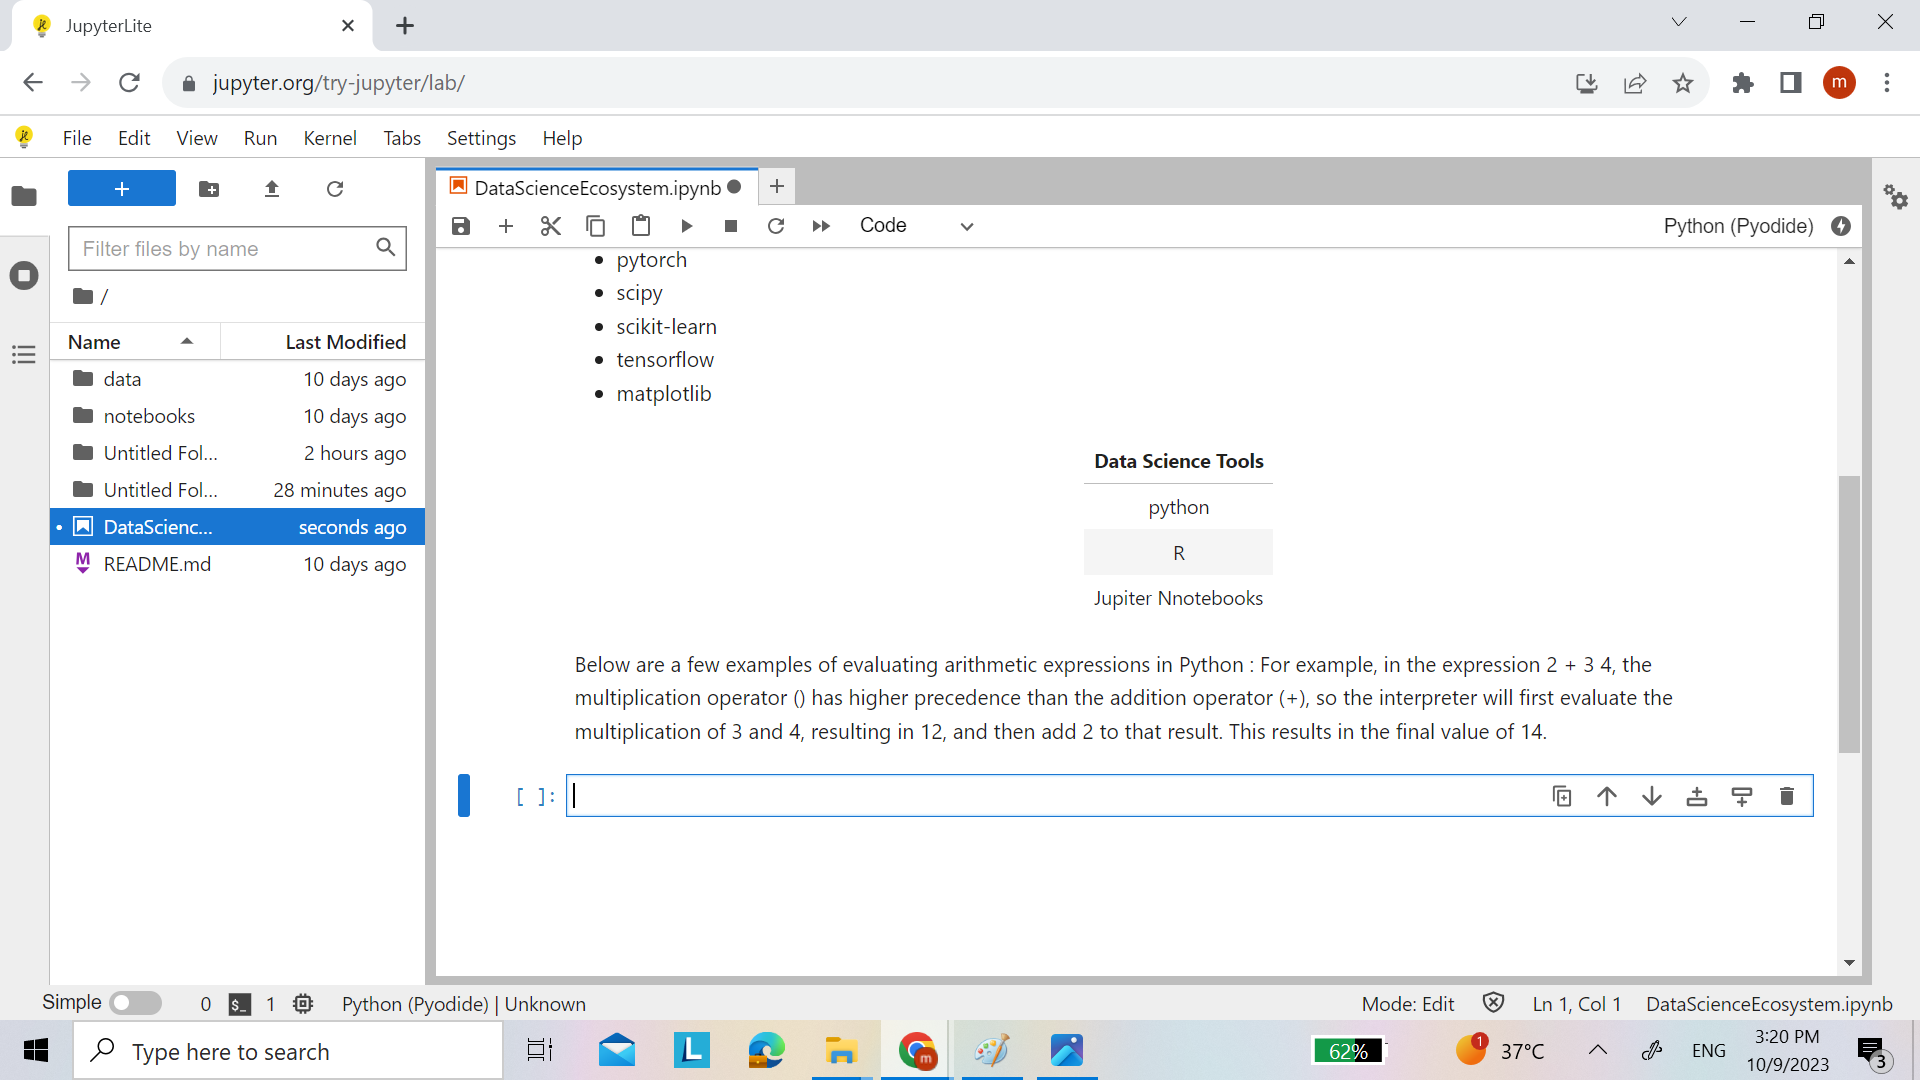 JupyterLite
jupyter.org/try-jupyter/lab/
m
File Edit View Run Kernel Tabs Settings Help
DataScienceEcosystem.ipynb
Code
Python (Pyodide)
Filter files by name
/
Name Last Modified
data 10 days ago
notebooks 10 days ago
Untitled Fol... 2 hours ago
Untitled Fol... 28 minutes ago
DataScienc... seconds ago
README.md 10 days ago
pytorch
scipy
scikit-learn
tensorflow
matplotlib
Data Science Tools
python
R
Jupiter Nnotebooks
Below are a few examples of evaluating arithmetic expressions in Python : For example, in the expression 2 + 3 4, the
multiplication operator () has higher precedence than the addition operator (+), so the interpreter will first evaluate the
multiplication of 3 and 4, resulting in 12, and then add 2 to that result. This results in the final value of 14.
[ ]:
Simple 0 $_ 1 Python (Pyodide) | Unknown Mode: Edit Ln 1, Col 1 DataScienceEcosystem.ipynb
Type here to search L m 62% 1 37°C ENG 3:20 PM
10/9/2023 3